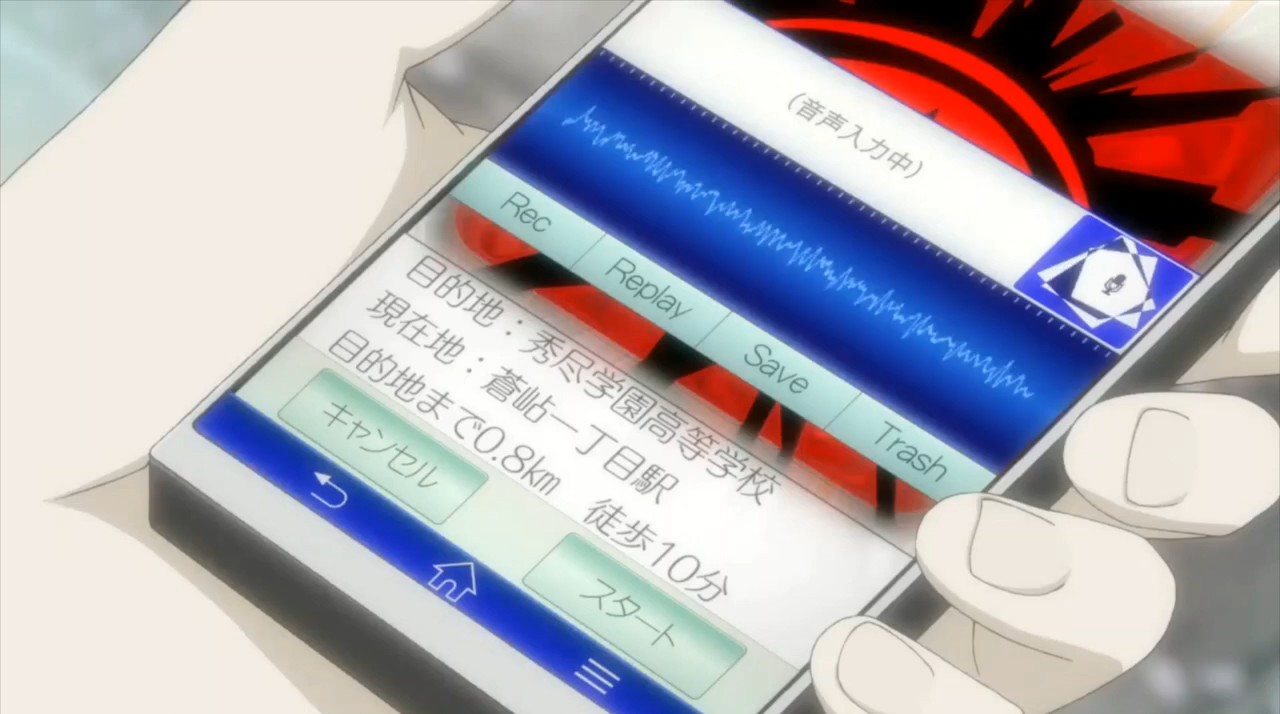 (音声入力中)
Rec
Replay
Save
Trash
目的地：秀尽学園高等学校
現在地：蒼岾一丁目駅
目的地まで0.8㎞　徒歩10分
キャンセル
スタート